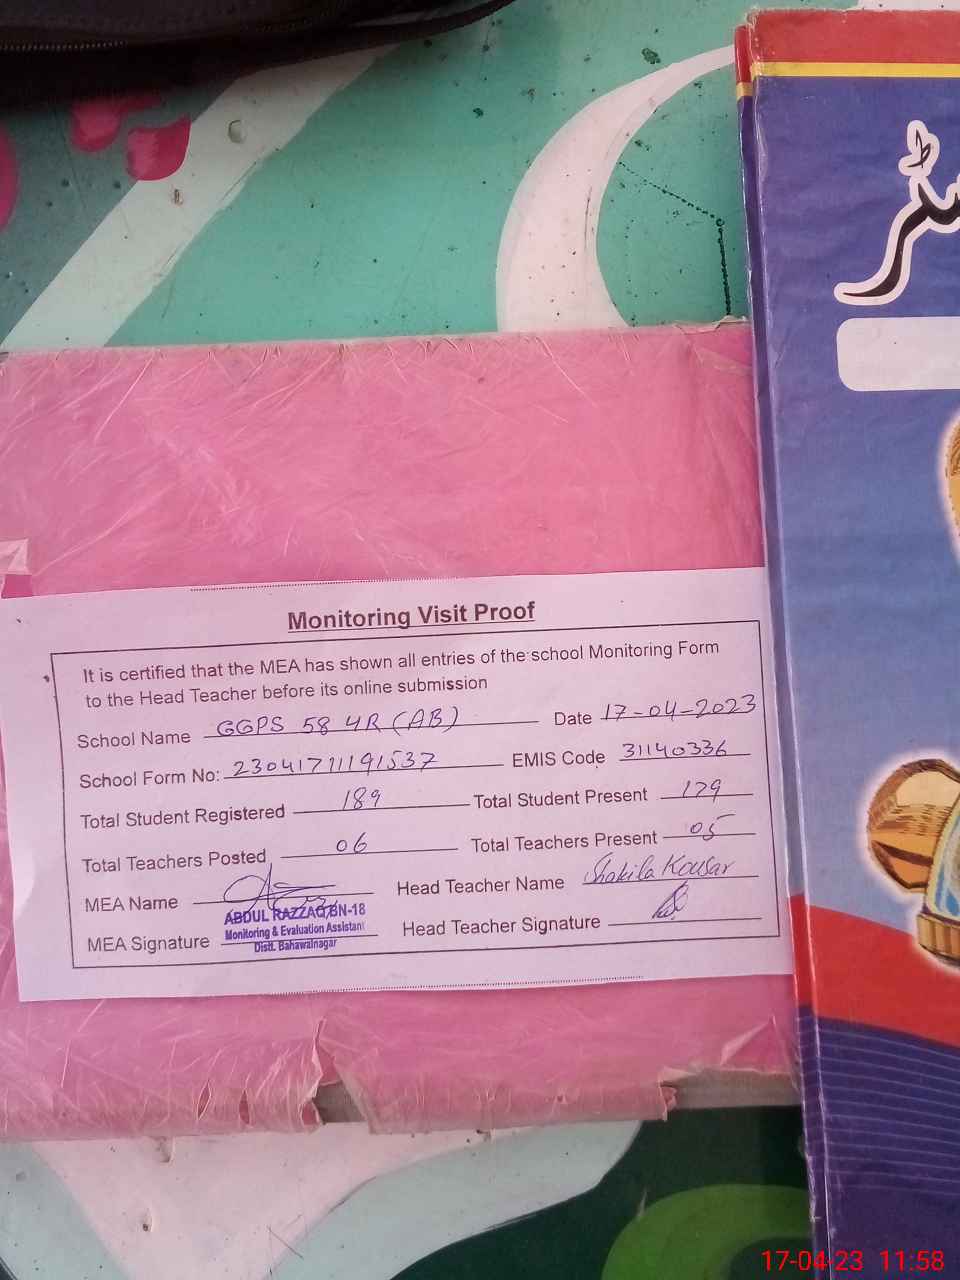 Monitoring Visit Proof
It is certified that the MEA has shown all entries of the school Monitoring Form
to the Head Teacher before its online submission
School Name GGPS 58 4R (AB) Date 17-04-2023
School Form No: 23041711191537 EMIS Code 31140336
Total Student Registered 189 Total Student Present 179
Total Teachers Posted 06 Total Teachers Present 05
MEA Name Head Teacher Name Shakila Kousar
ABDUL RAZZAQ, BN-18
Monitoring & Evaluation Assistant
Distt. Bahawalnagar
MEA Signature Head Teacher Signature
17-04-23 11:58